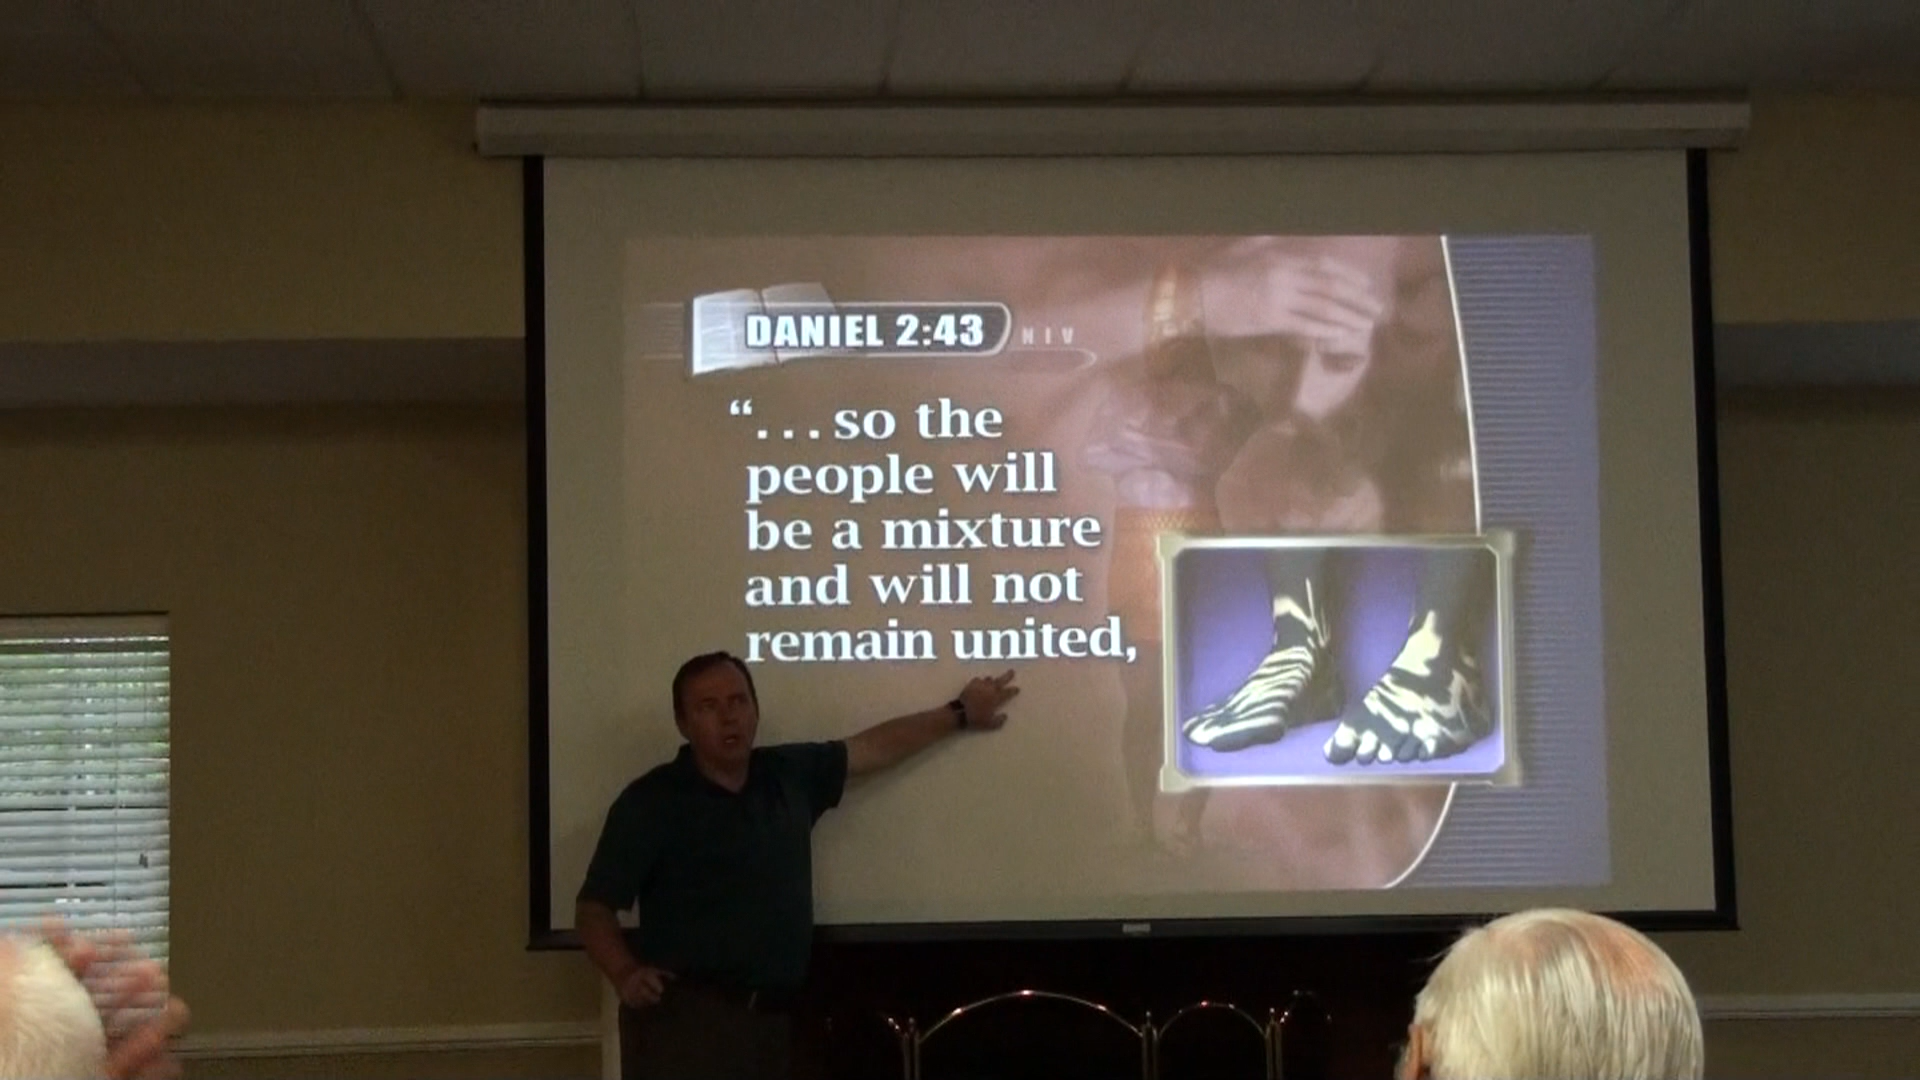 DANIEL 2:43 NIV
“...so the
people will
be a mixture
and will not
remain united,